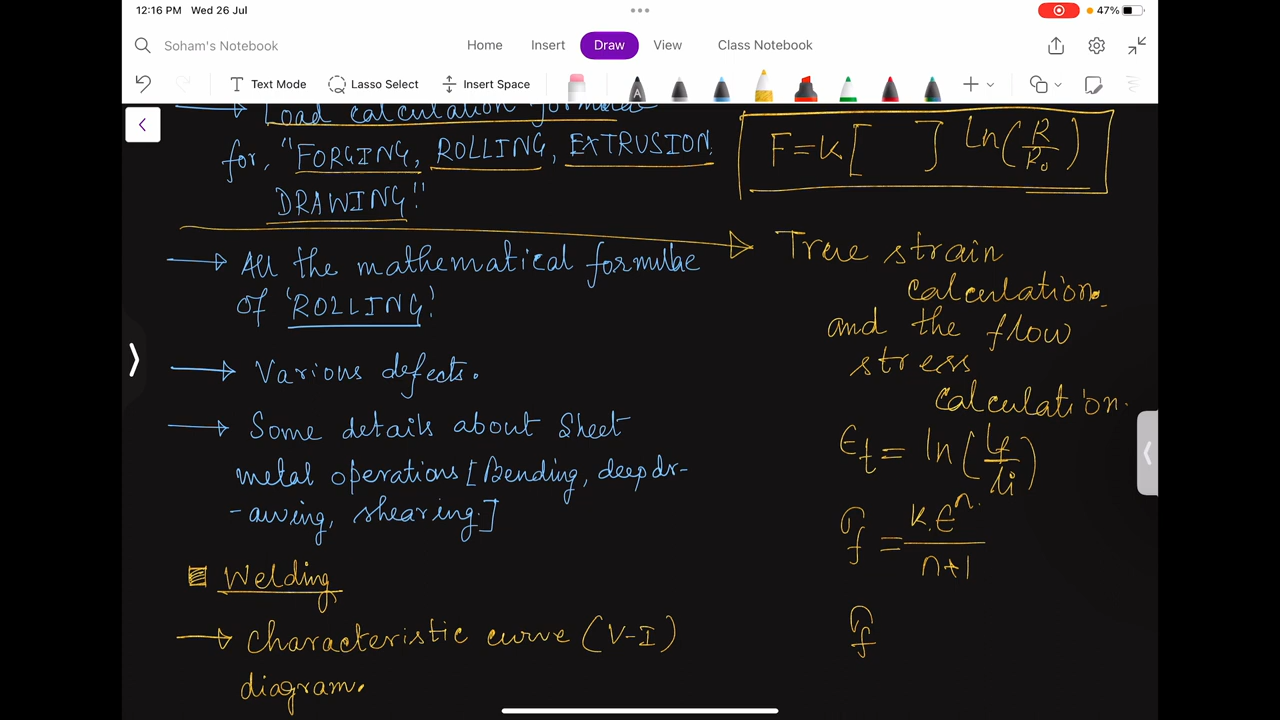 12:16 PM Wed 26 Jul
47%
Soham's Notebook
Home Insert Draw View Class Notebook
Text Mode Lasso Select Insert Space
A
→ Load calculation formulas
for, "FORGING, ROLLING, EXTRUSION
DRAWING!"
→ All the mathematical formulae
of 'ROLLING!
→ Various defects.
→ Some details about Sheet
metal operations [Bending, deepdr-
-awing, shearing.]
Welding
→ Characteristic curve (V-I)
diagram.
F=K[ ] ln(R/R₀)
True strain
calculation.
and the flow
stress
calculation.
ϵt = ln(Lf/li)
σf = K.ϵ^n/n+1
σf